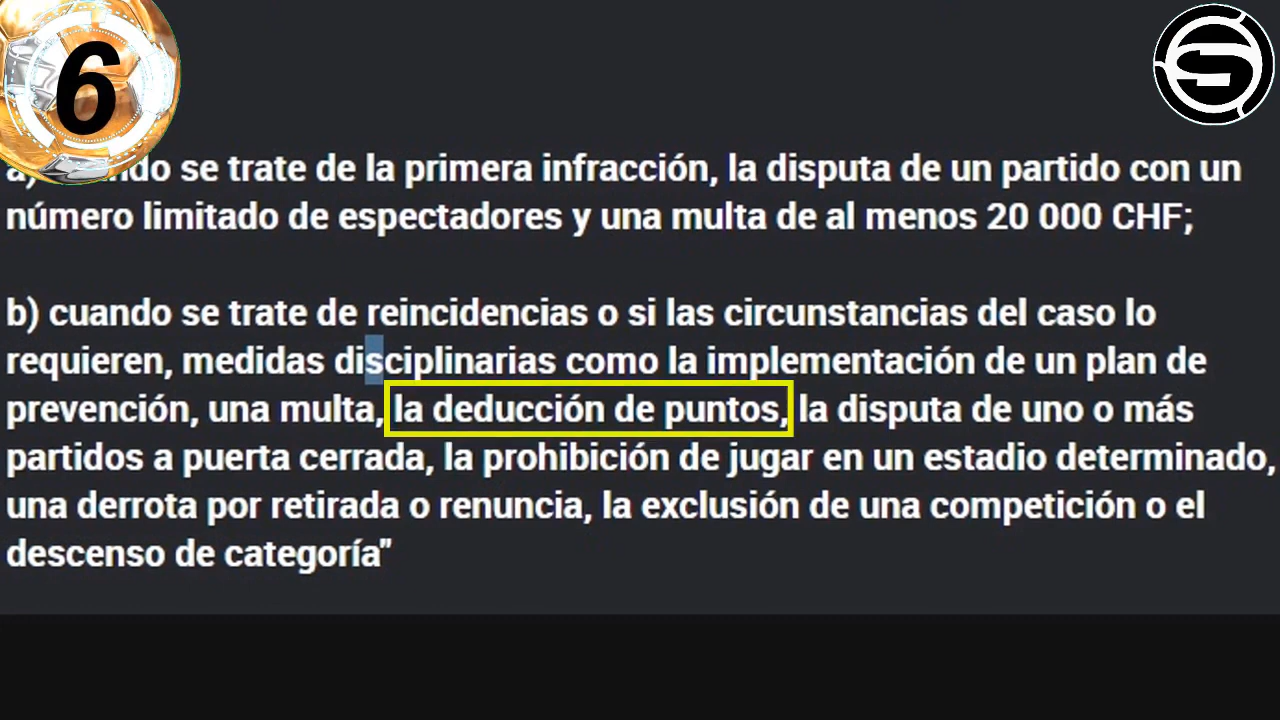 6
a) cuando se trate de la primera infracción, la disputa de un partido con un
número limitado de espectadores y una multa de al menos 20 000 CHF;
b) cuando se trate de reincidencias o si las circunstancias del caso lo
requieren, medidas disciplinarias como la implementación de un plan de
prevención, una multa, la deducción de puntos, la disputa de uno o más
partidos a puerta cerrada, la prohibición de jugar en un estadio determinado,
una derrota por retirada o renuncia, la exclusión de una competición o el
descenso de categoría"